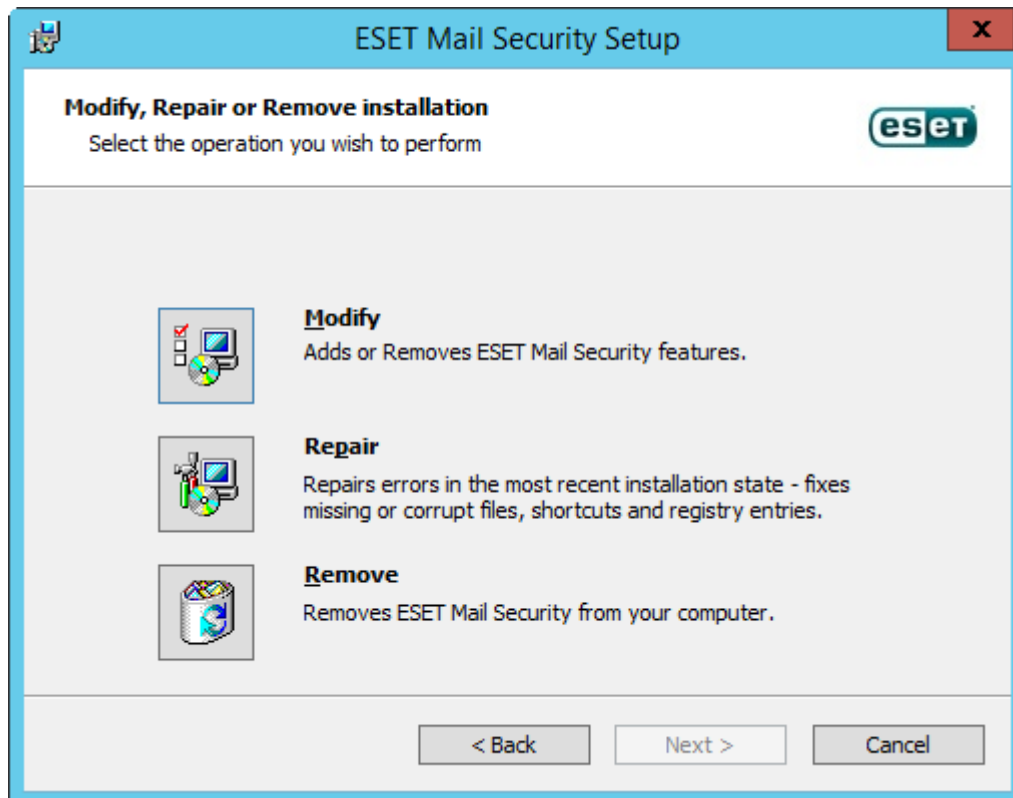 ESET Mail Security Setup
x
Modify, Repair or Remove installation
Select the operation you wish to perform
eseT
Modify
Adds or Removes ESET Mail Security features.
Repair
Repairs errors in the most recent installation state - fixes
missing or corrupt files, shortcuts and registry entries.
Remove
Removes ESET Mail Security from your computer.
< Back
Next >
Cancel